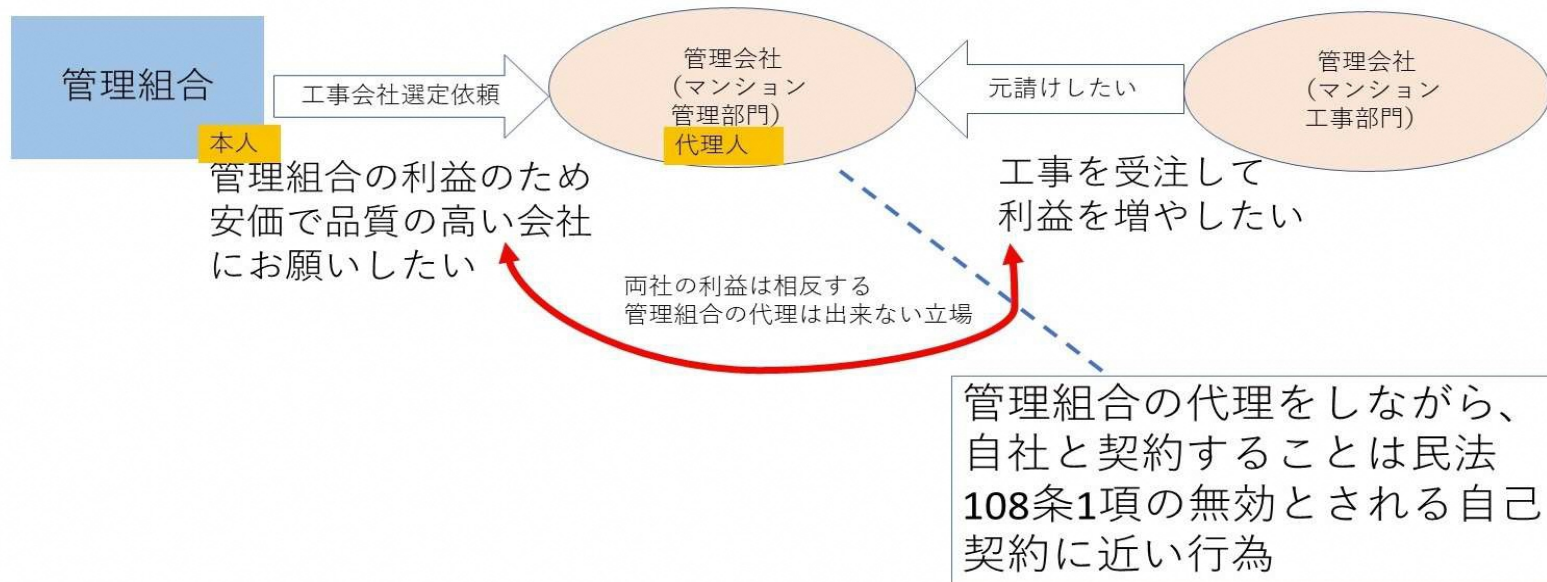 管理組合
本人
工事会社選定依頼
管理会社
（マンション
管理部門）
代理人
元請けしたい
管理会社
（マンション
工事部門）
管理組合の利益のため
安価で品質の高い会社
にお願いしたい
工事を受注して
利益を増やしたい
両社の利益は相反する
管理組合の代理は出来ない立場
管理組合の代理をしながら、
自社と契約することは民法
108条1項の無効とされる自己
契約に近い行為